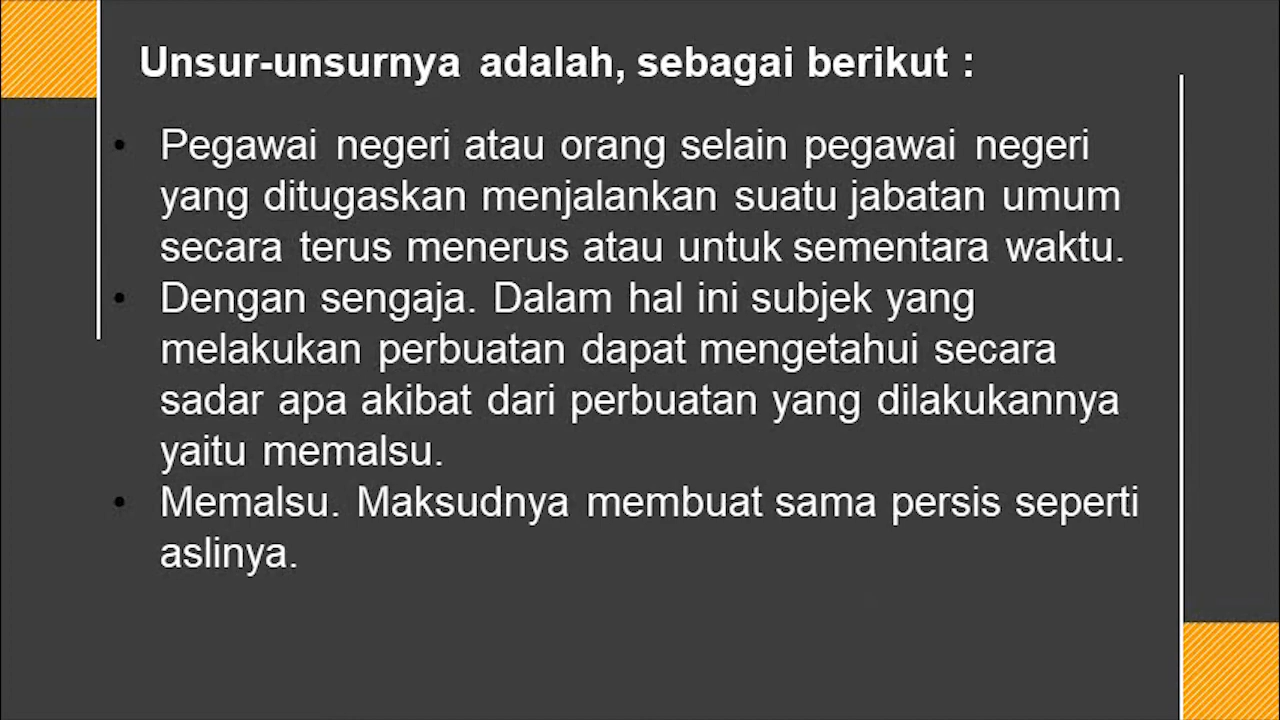 Unsur-unsurnya adalah, sebagai berikut :
• Pegawai negeri atau orang selain pegawai negeri
yang ditugaskan menjalankan suatu jabatan umum
secara terus menerus atau untuk sementara waktu.
• Dengan sengaja. Dalam hal ini subjek yang
melakukan perbuatan dapat mengetahui secara
sadar apa akibat dari perbuatan yang dilakukannya
yaitu memalsu.
• Memalsu. Maksudnya membuat sama persis seperti
aslinya.